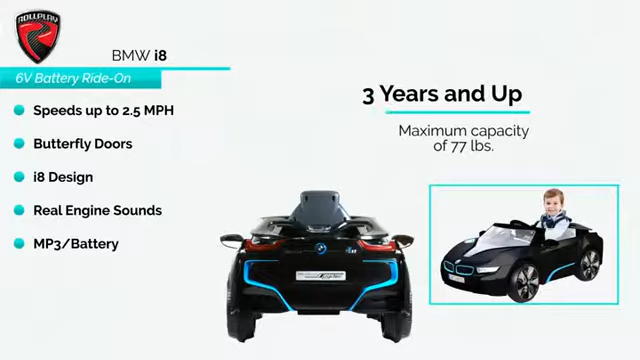 ROLLPLAY
BMW i8
6V Battery Ride-On
Speeds up to 2.5 MPH
Butterfly Doors
i8 Design
Real Engine Sounds
MP3/Battery
3 Years and Up
Maximum capacity
of 77 lbs.